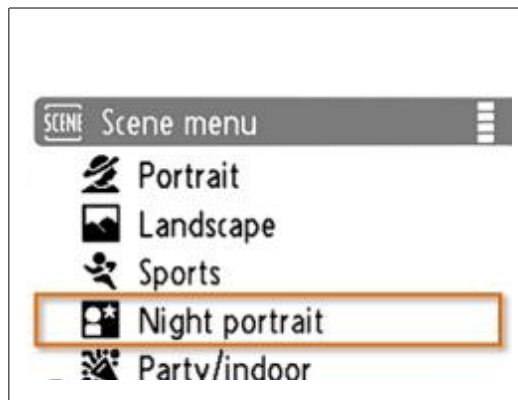 SCENE Scene menu
Portrait
Landscape
Sports
Night portrait
Party/indoor